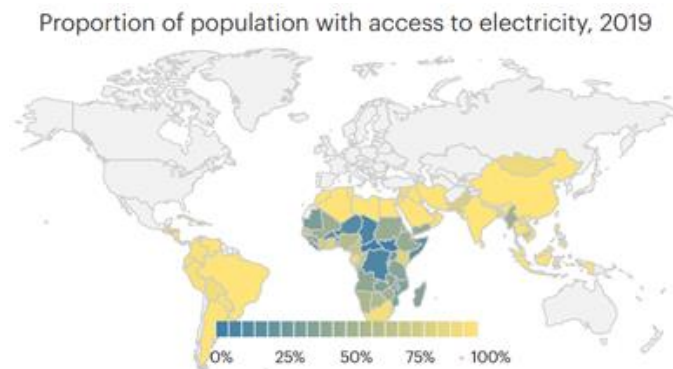 Proportion of population with access to electricity, 2019
0% 25% 50% 75% 100%